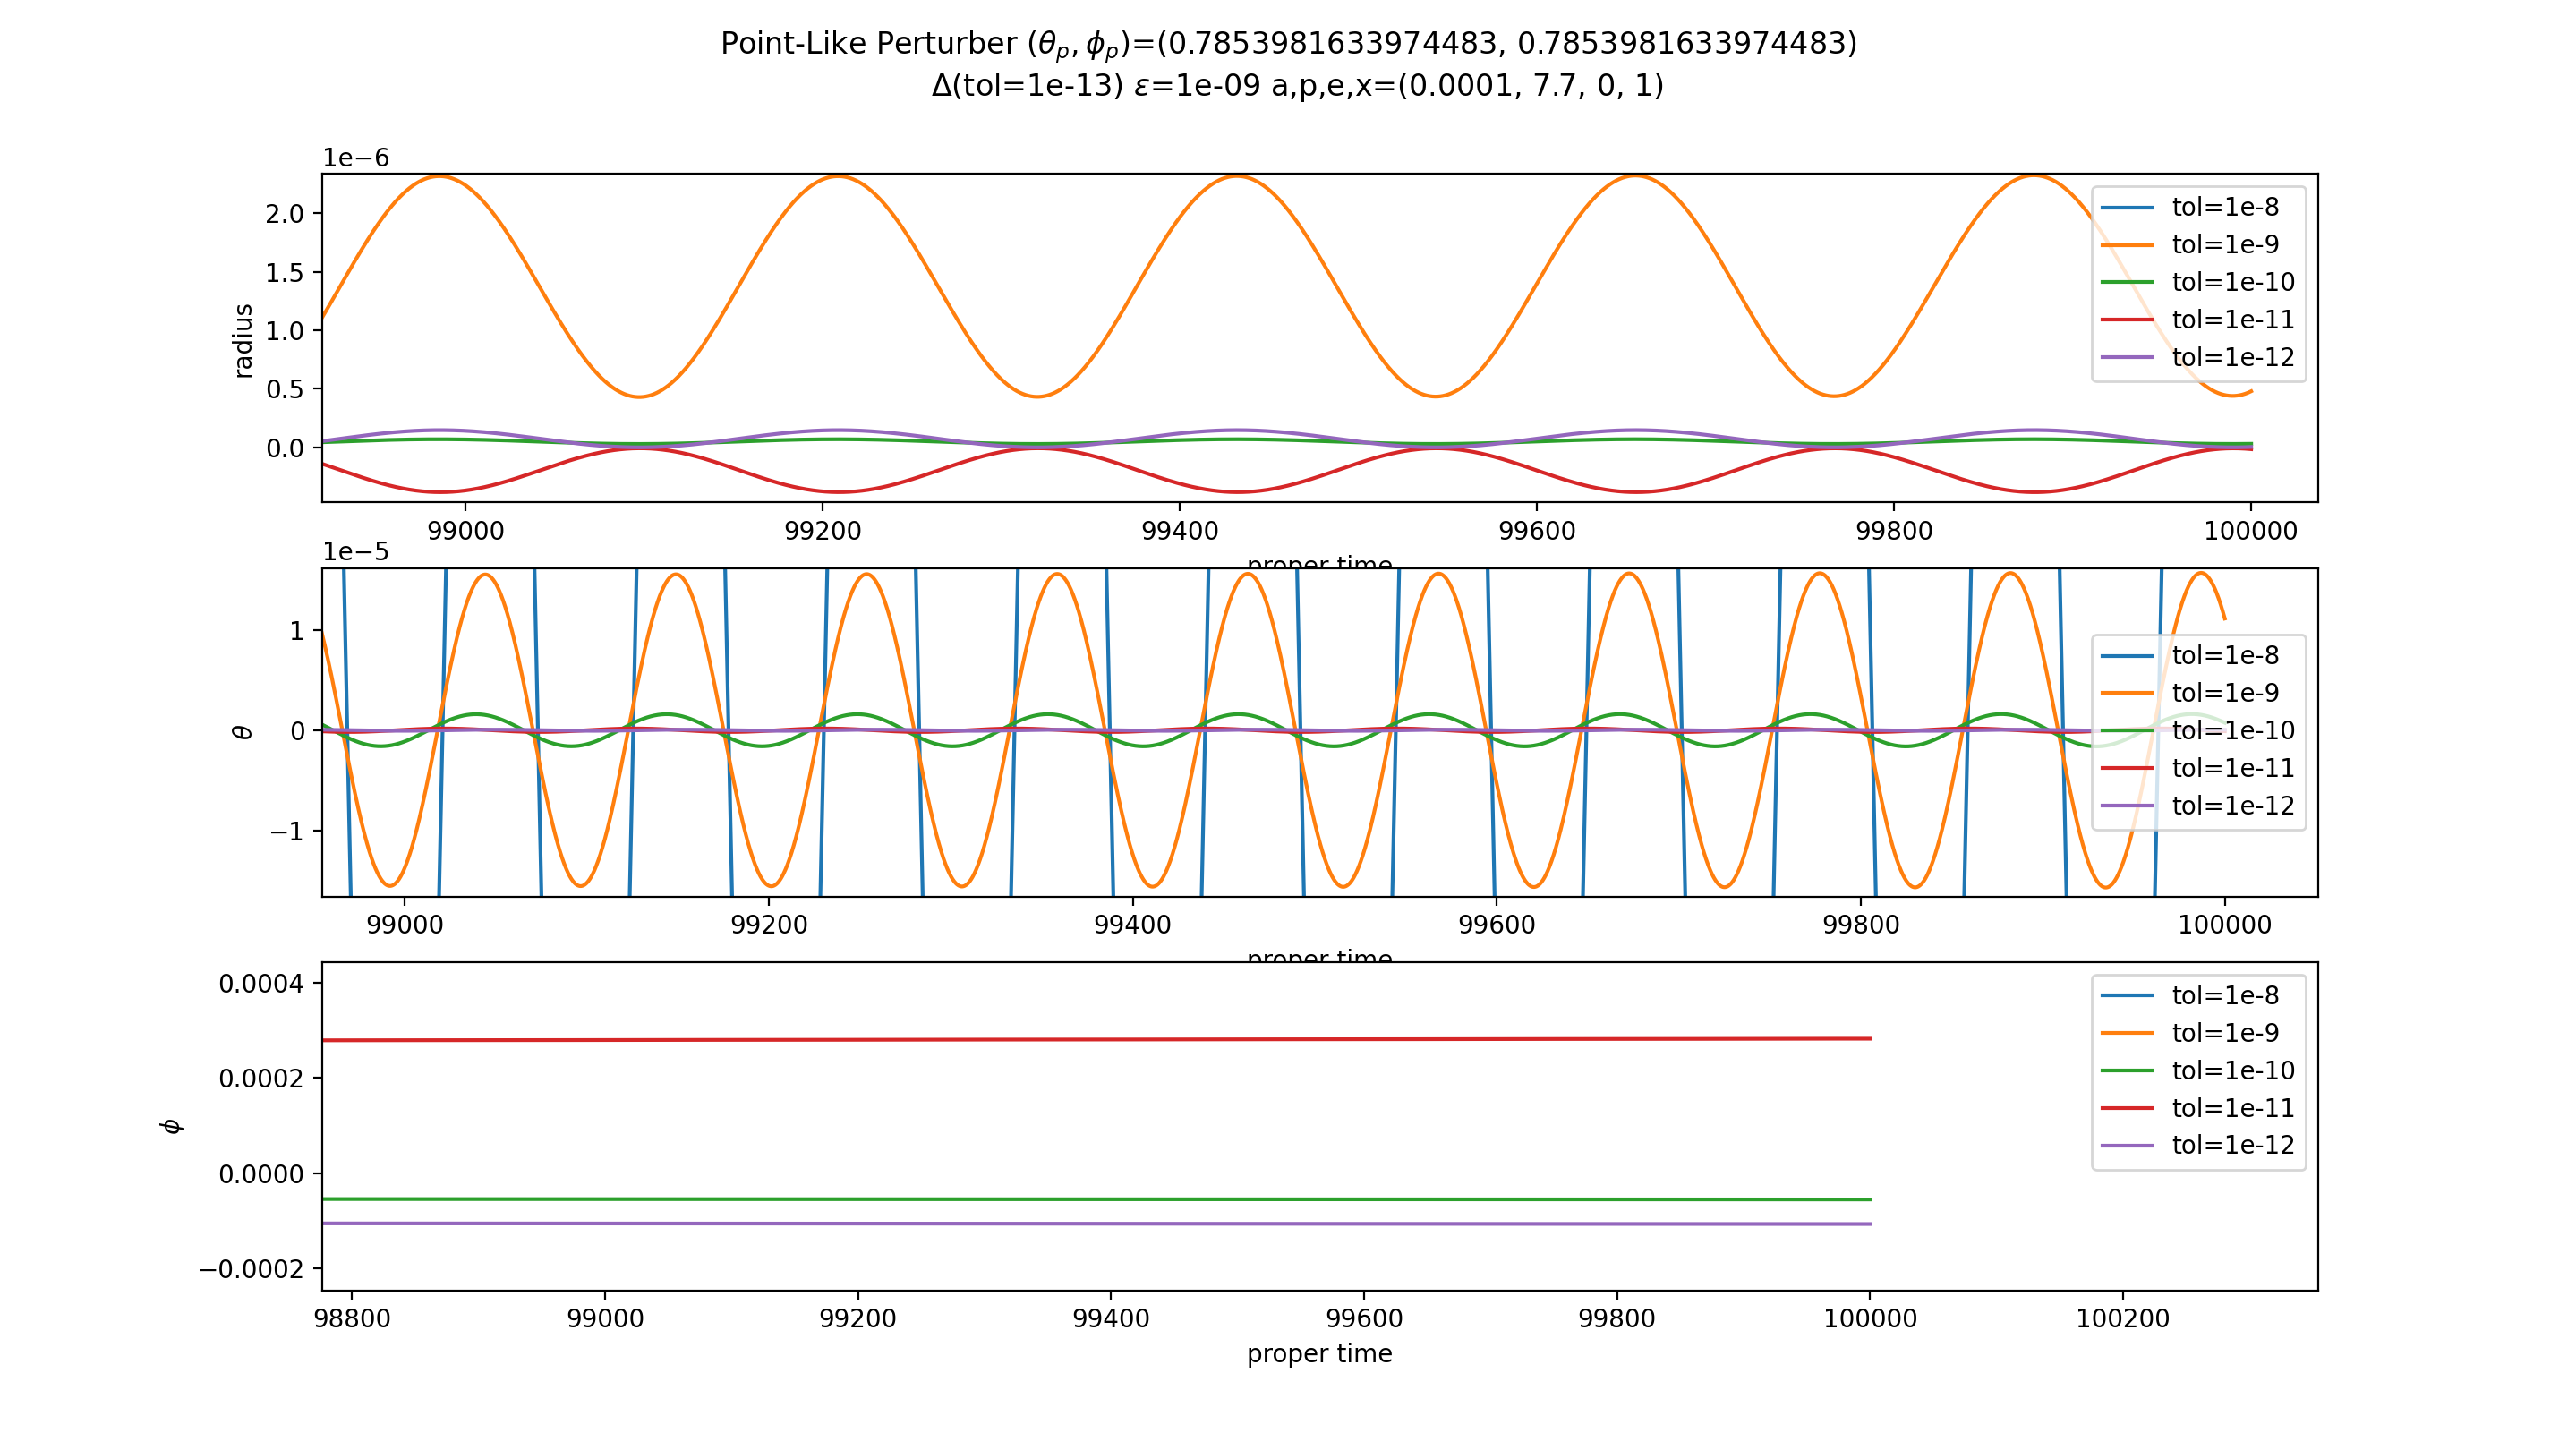 Point-Like Perturber (θp, ϕp)=(0.7853981633974483, 0.7853981633974483)
Δ(tol=1e-13) ε=1e-09 a,p,e,x=(0.0001, 7.7, 0, 1)
1e−6
2.0
1.5
1.0
0.5
0.0
radius
tol=1e-8
tol=1e-9
tol=1e-10
tol=1e-11
tol=1e-12
99000 99200 99400 99600 99800 100000
proper time
1e−5
1
0
−1
θ
tol=1e-8
tol=1e-9
tol=1e-10
tol=1e-11
tol=1e-12
99000 99200 99400 99600 99800 100000
proper time
0.0004
0.0002
0.0000
−0.0002
ϕ
tol=1e-8
tol=1e-9
tol=1e-10
tol=1e-11
tol=1e-12
98800 99000 99200 99400 99600 99800 100000 100200
proper time